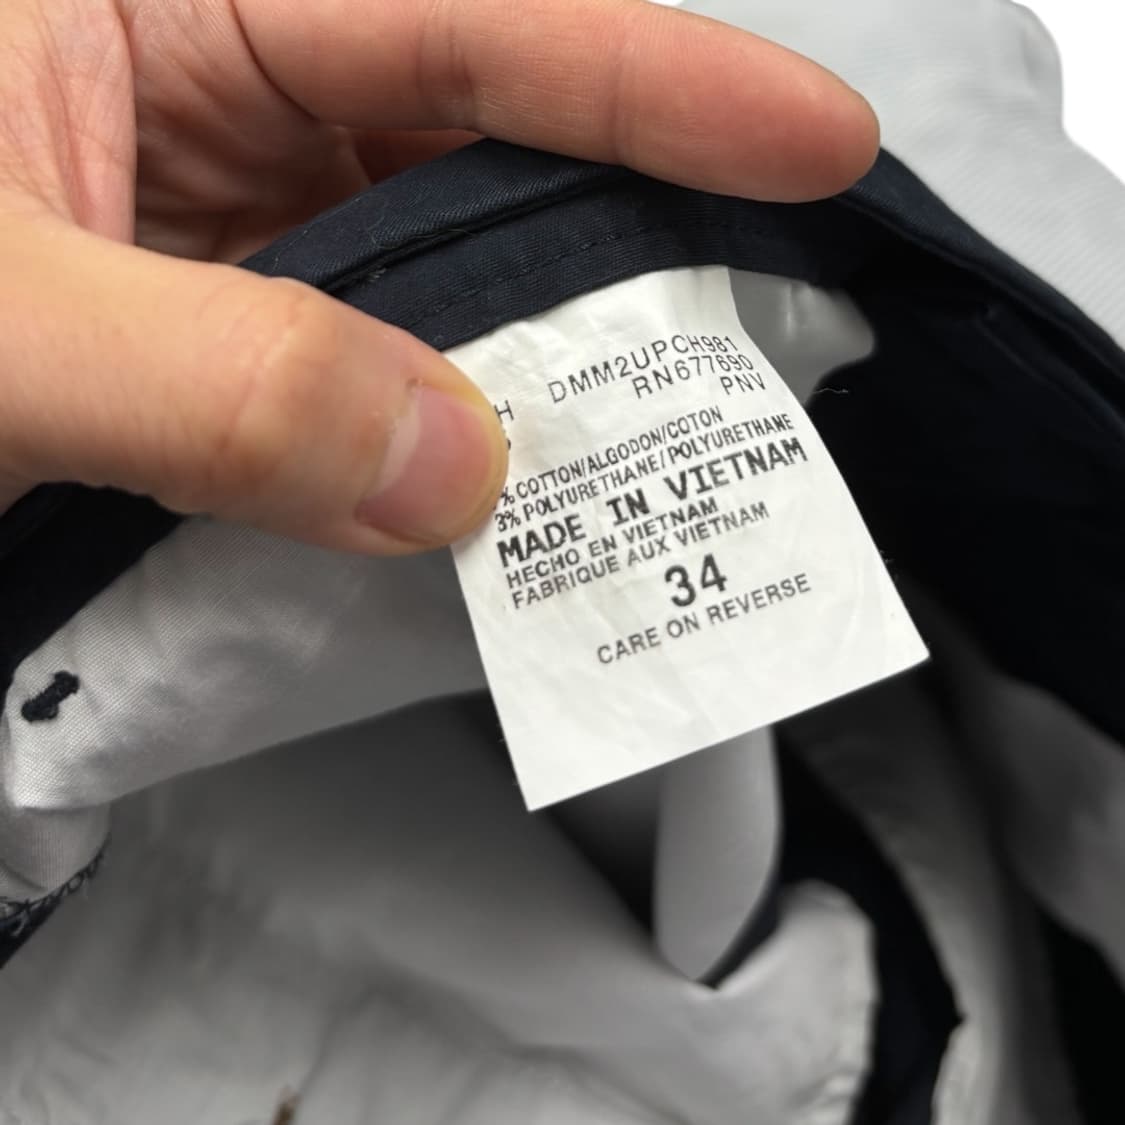 H DMM2UPCH981
RN677690
PNV
% COTTON/ALGODON/COTON
3% POLYURETHANE/POLYURETHANE
MADE IN VIETNAM
HECHO EN VIETNAM
FABRIQUE AUX VIETNAM
34
CARE ON REVERSE